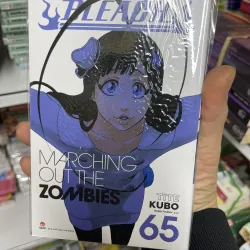 BLEACH
MARCHING
OUT THE
ZOMBIES
TITE
KUBO
65